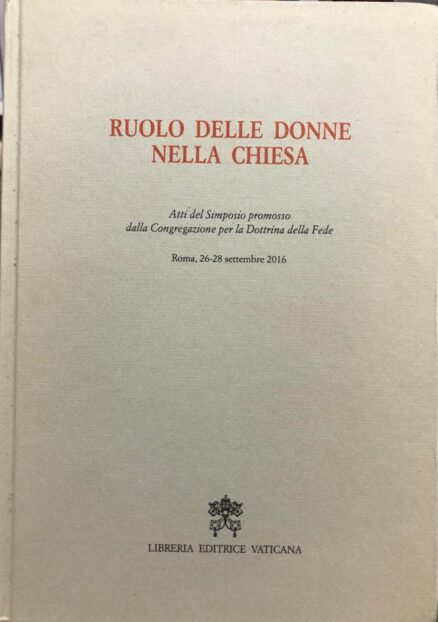 RUOLO DELLE DONNE
NELLA CHIESA
Atti del Simposio promosso
dalla Congregazione per la Dottrina della Fede
Roma, 26-28 settembre 2016
LIBRERIA EDITRICE VATICANA